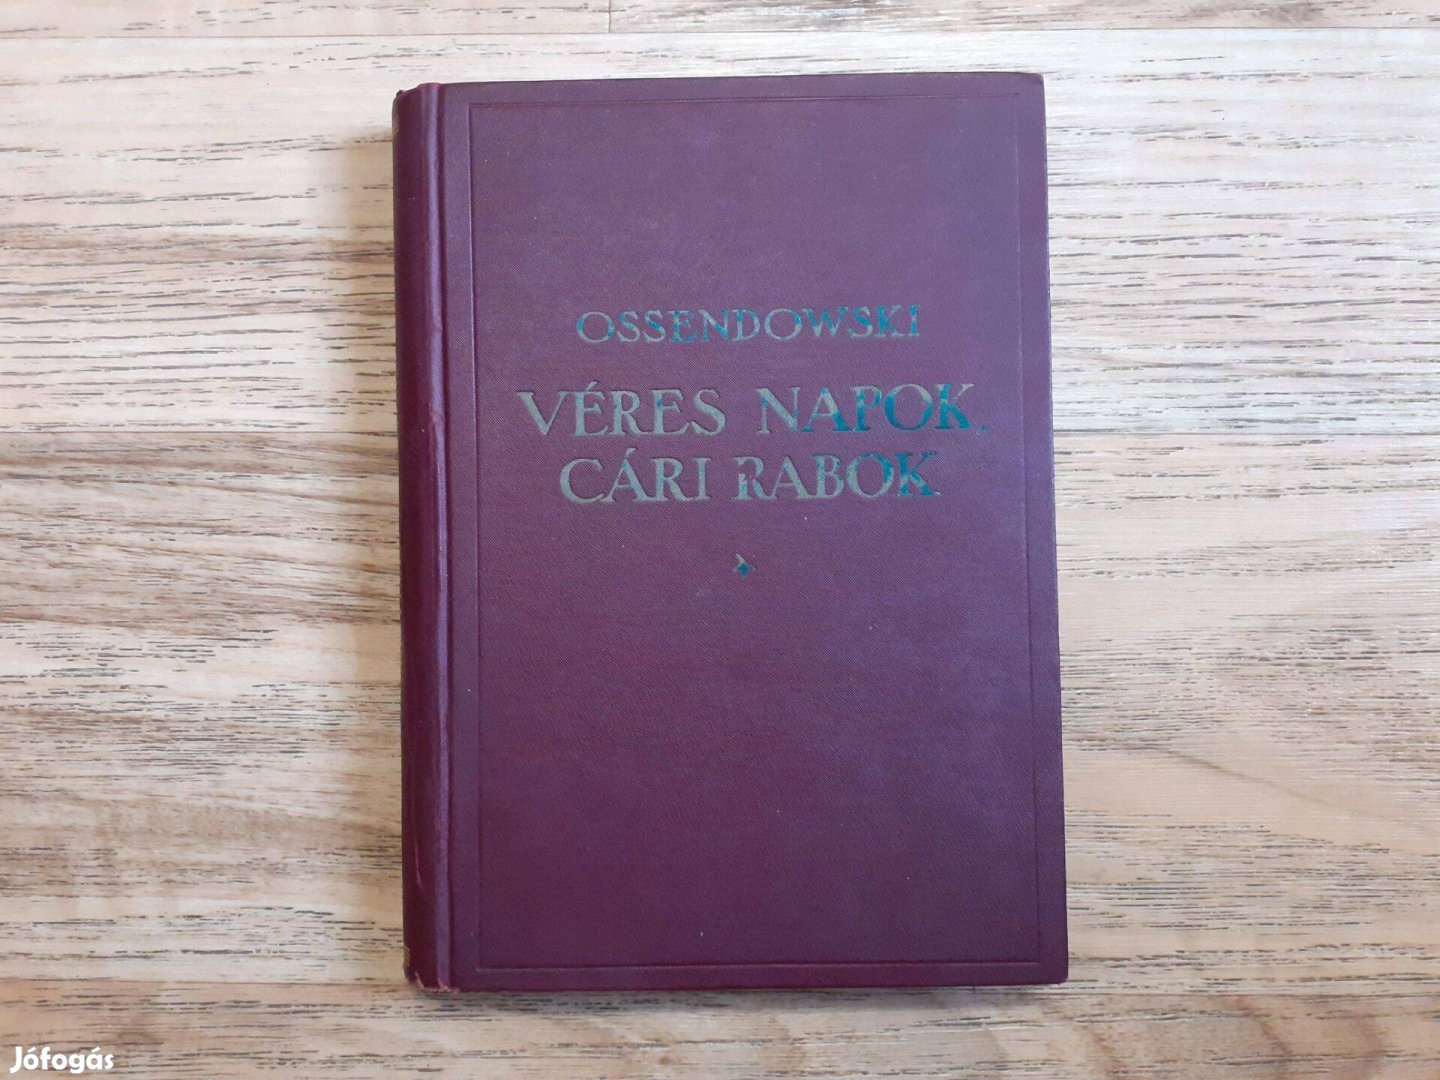 OSSENDOWSKI
VÉRES NAPOK.
CÁRI RABOK.
Jófogás